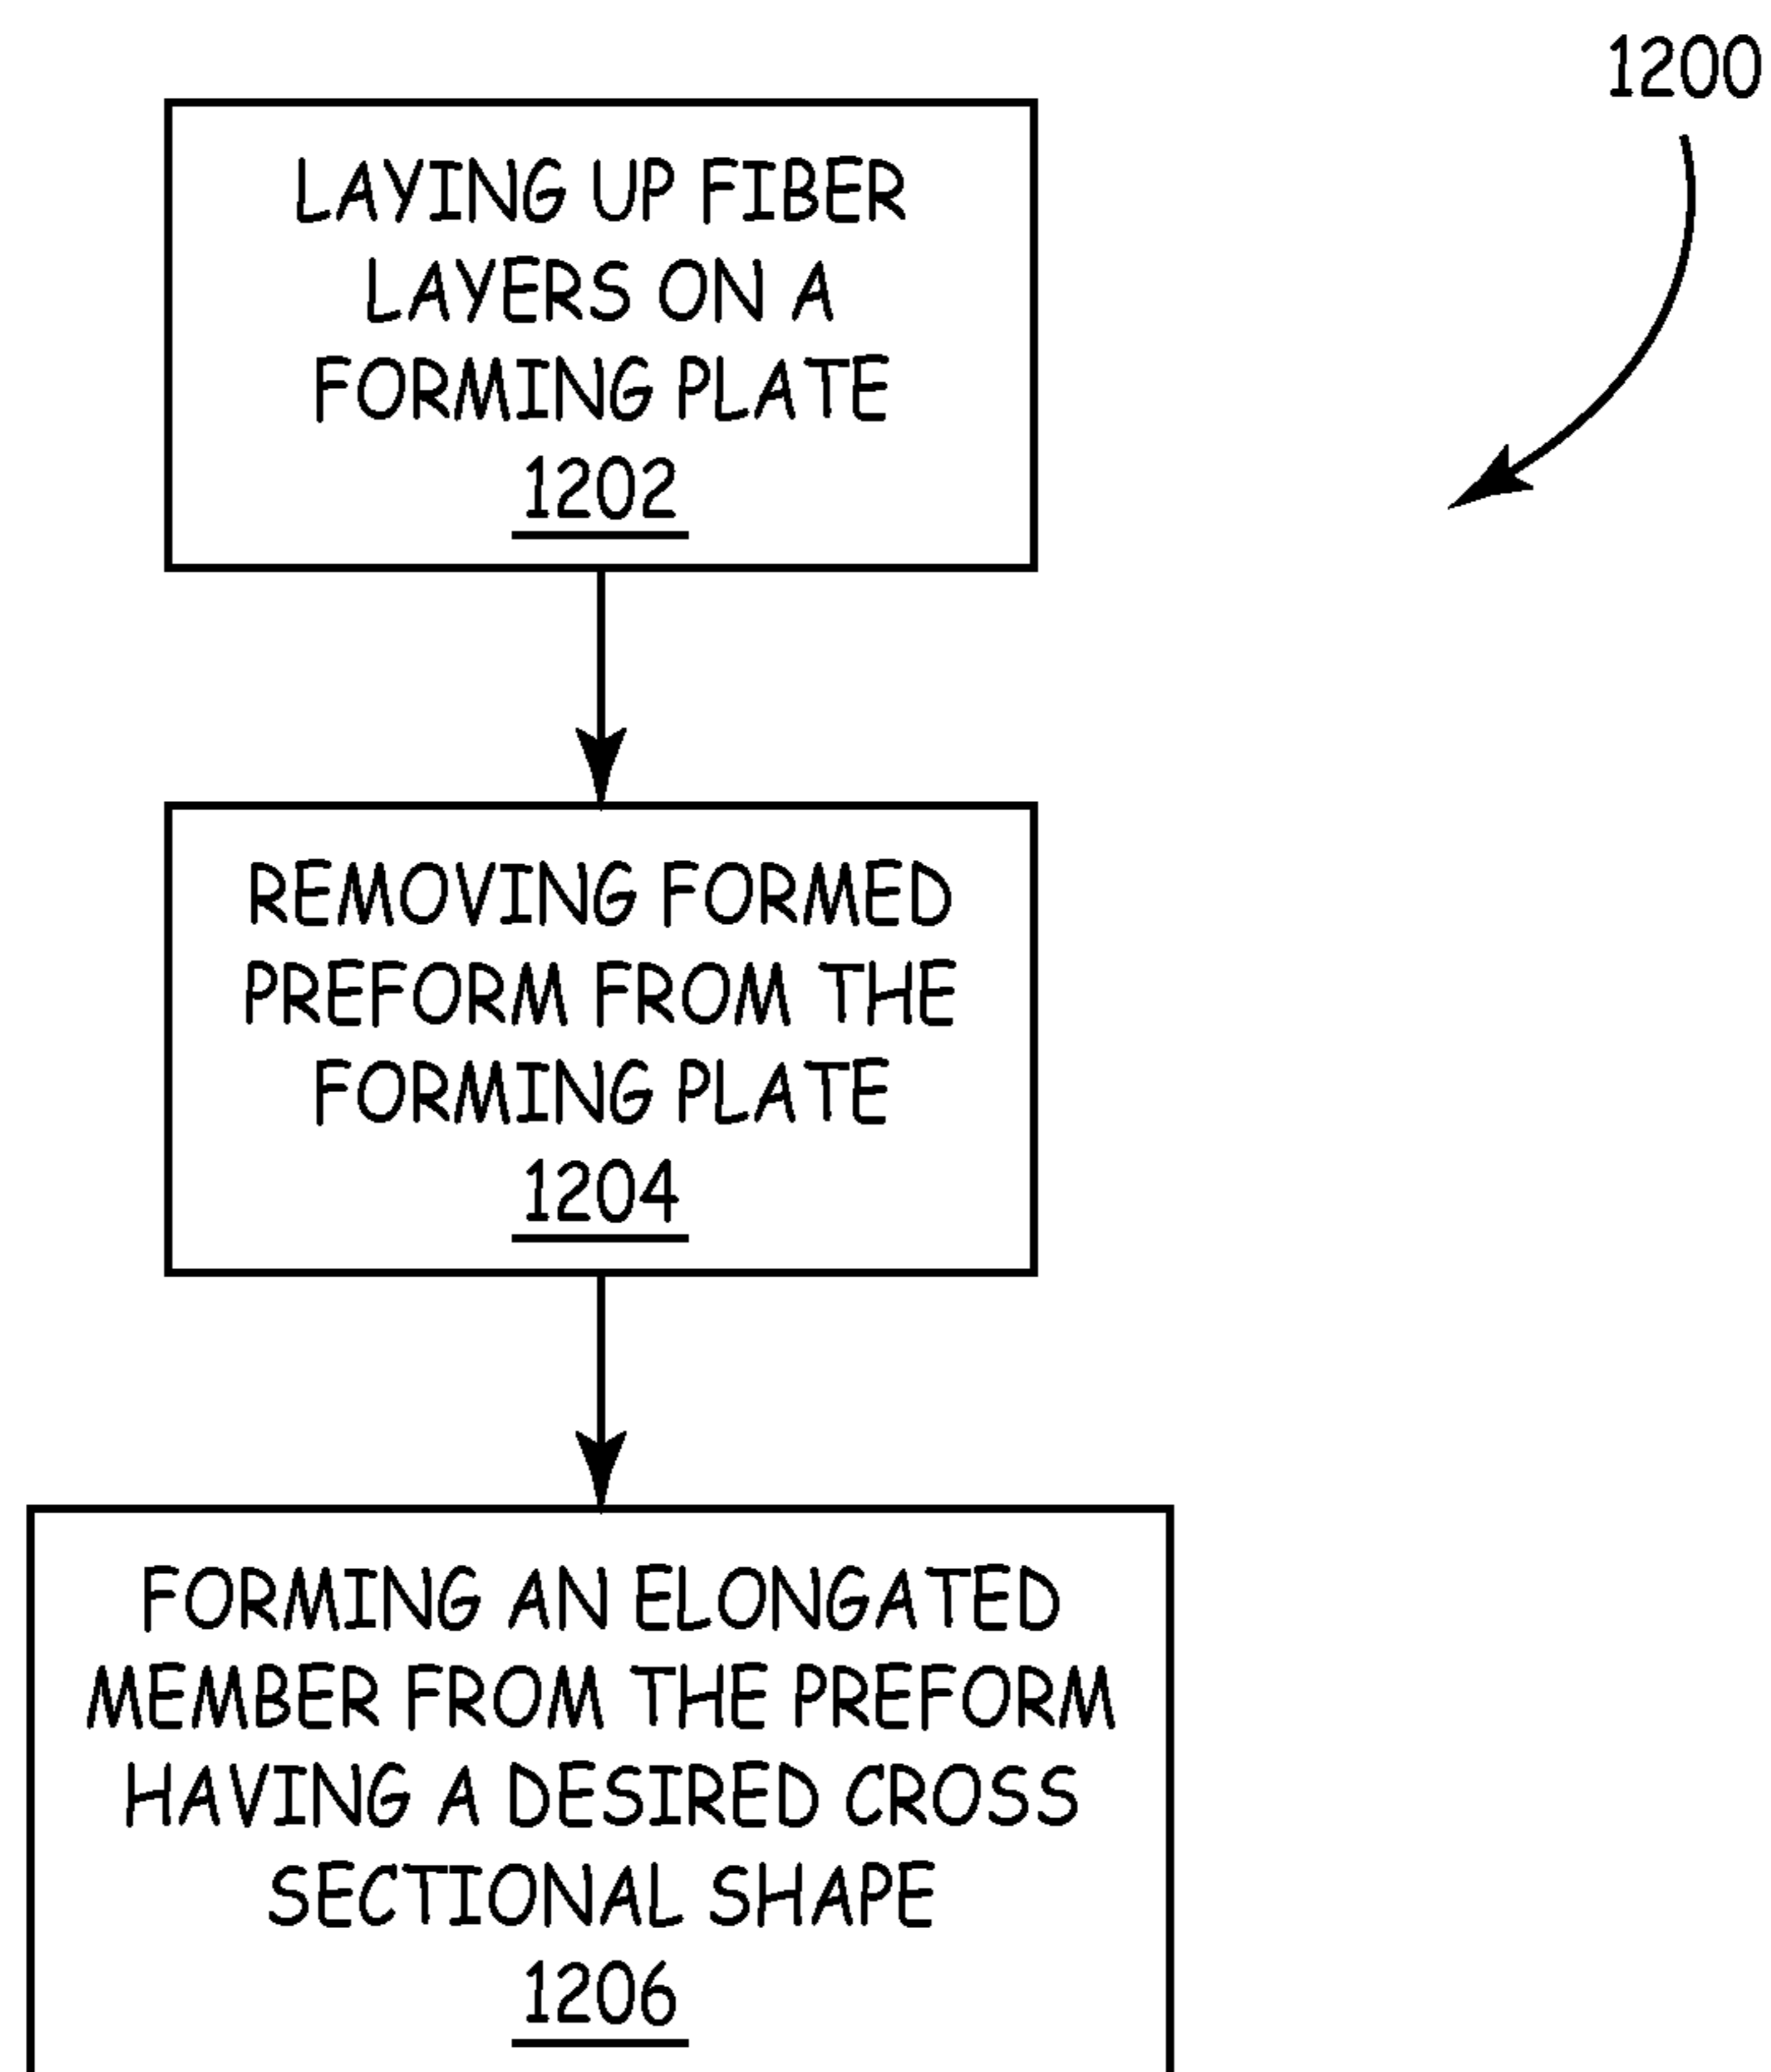 1200
LAYING UP FIBER
LAYERS ON A
FORMING PLATE
1202
REMOVING FORMED
PREFORM FROM THE
FORMING PLATE
1204
FORMING AN ELONGATED
MEMBER FROM THE PREFORM
HAVING A DESIRED CROSS
SECTIONAL SHAPE
1206